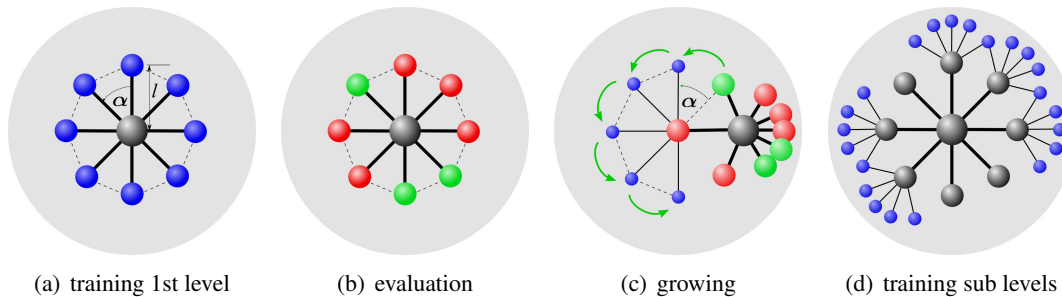 α l
α
(a) training 1st level (b) evaluation (c) growing (d) training sub levels